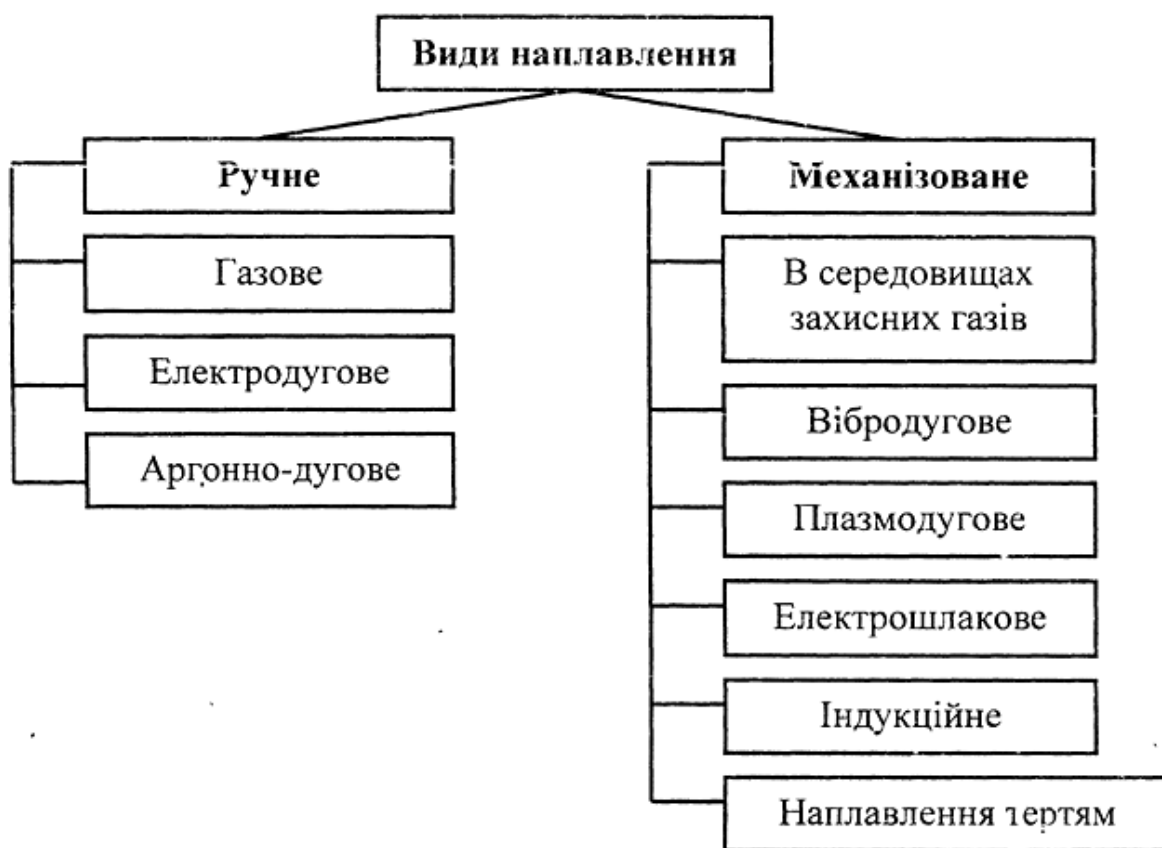 Види наплавлення
Ручне
Газове
Електродугове
Аргонно-дугове
Механізоване
В середовищах
захисних газів
Вібродугове
Плазмодугове
Електрошлакове
Індукційне
Наплавлення тертям